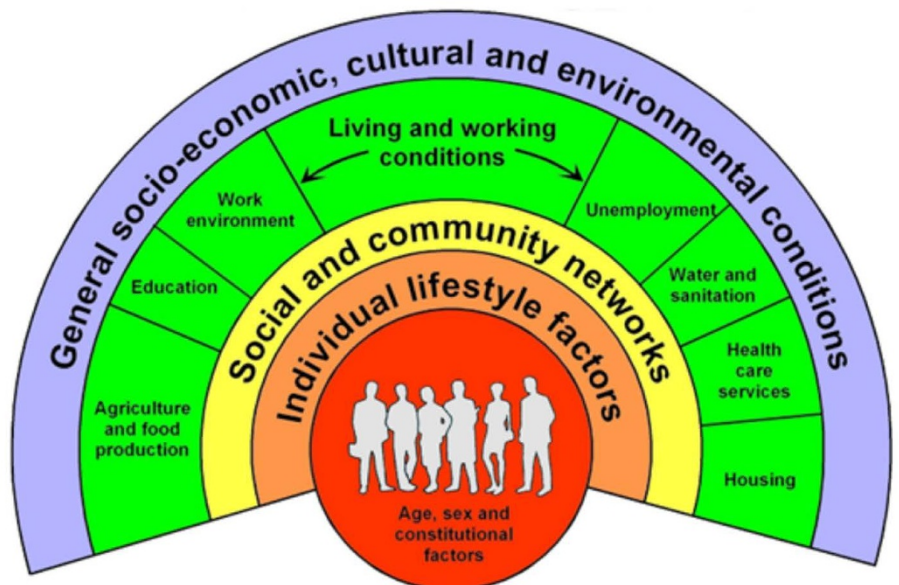 General socio-economic, cultural and environmental conditions
Living and working
conditions
Work
environment
Education
Agriculture
and food
production
Unemployment
Water and
sanitation
Health
care
services
Housing
Social and community networks
Individual lifestyle factors
Age, sex and
constitutional
factors